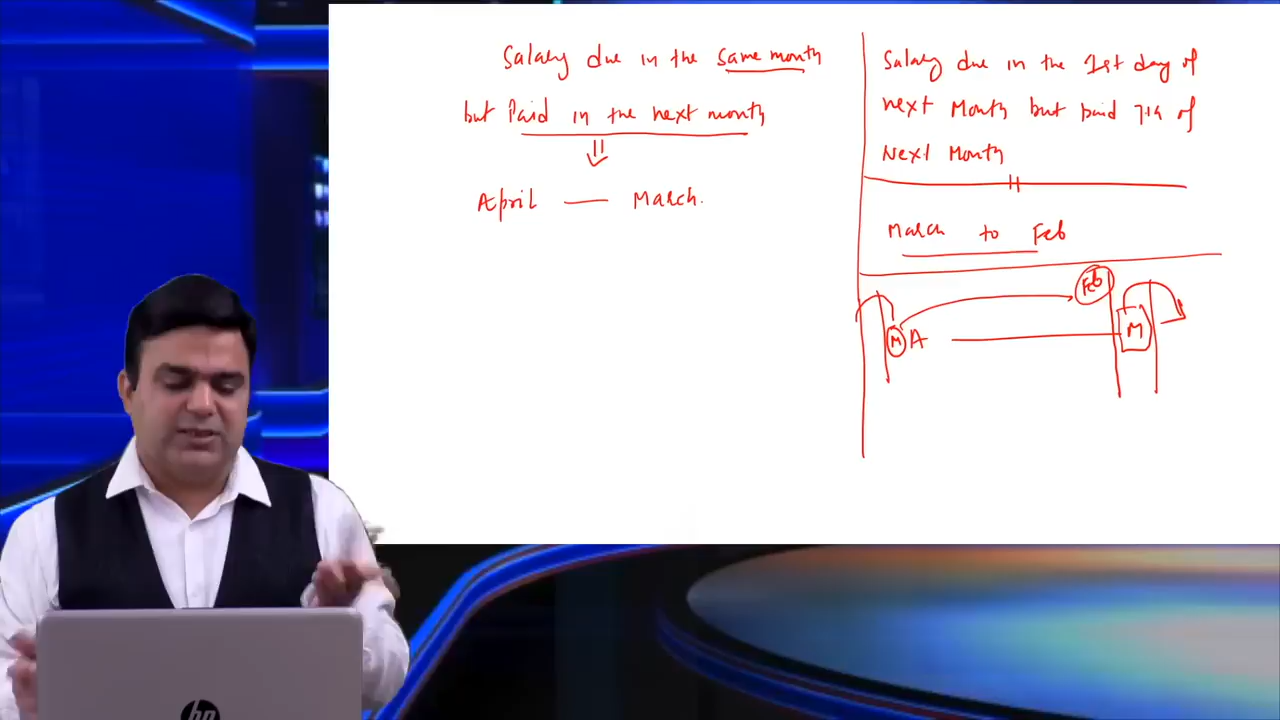 Salary due in the same month
but Paid in the next month
April — March.
Salary due in the 1st day of
next Month but paid 7th of
Next Month
March to Feb
Feb
M A
M
hp